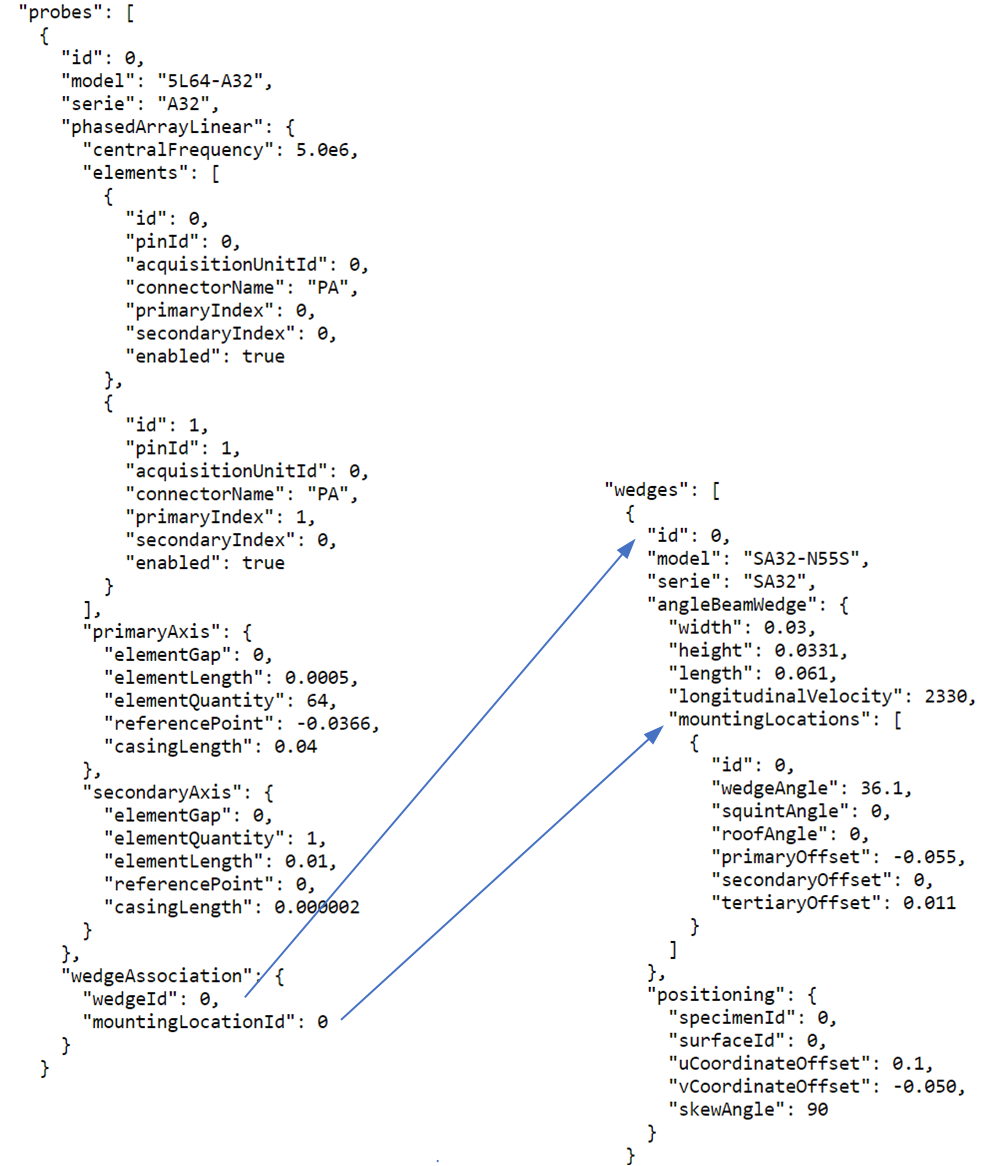 "probes": [
{
"id": 0,
"model": "5L64-A32",
"serie": "A32",
"phasedArrayLinear": {
"centralFrequency": 5.0e6,
"elements": [
{
"id": 0,
"pinId": 0,
"acquisitionUnitId": 0,
"connectorName": "PA",
"primaryIndex": 0,
"secondaryIndex": 0,
"enabled": true
},
{
"id": 1,
"pinId": 1,
"acquisitionUnitId": 0,
"connectorName": "PA",
"primaryIndex": 1,
"secondaryIndex": 0,
"enabled": true
}
],
"primaryAxis": {
"elementGap": 0,
"elementLength": 0.0005,
"elementQuantity": 64,
"referencePoint": -0.0366,
"casingLength": 0.04
},
"secondaryAxis": {
"elementGap": 0,
"elementQuantity": 1,
"elementLength": 0.01,
"referencePoint": 0,
"casingLength": 0.000002
}
},
"wedgeAssociation": {
"wedgeId": 0,
"mountingLocationId": 0
}
}
"wedges": [
{
"id": 0,
"model": "SA32-N55S",
"serie": "SA32",
"angleBeamWedge": {
"width": 0.03,
"height": 0.0331,
"length": 0.061,
"longitudinalVelocity": 2330,
"mountingLocations": [
{
"id": 0,
"wedgeAngle": 36.1,
"squintAngle": 0,
"roofAngle": 0,
"primaryOffset": -0.055,
"secondaryOffset": 0,
"tertiaryOffset": 0.011
}
]
},
"positioning": {
"specimenId": 0,
"surfaceId": 0,
"uCoordinateOffset": 0.1,
"vCoordinateOffset": -0.050,
"skewAngle": 90
}
}